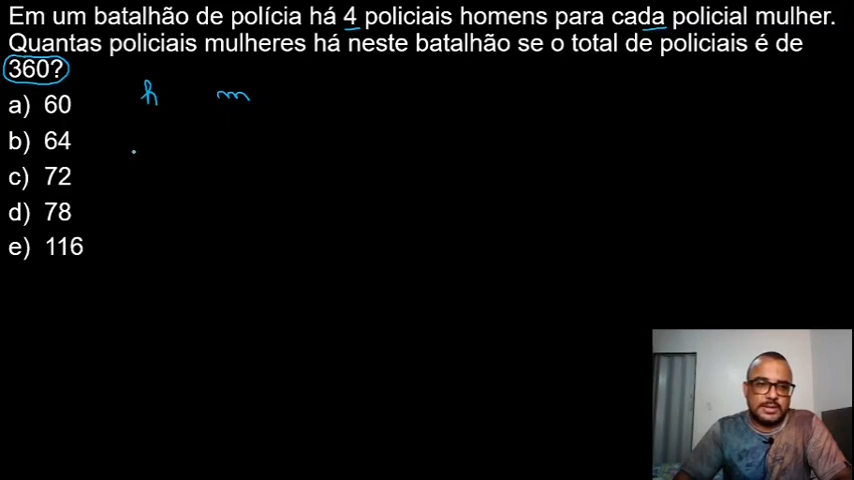 Em um batalhão de polícia há 4 policiais homens para cada policial mulher.
Quantas policiais mulheres há neste batalhão se o total de policiais é de
360?
h m
a) 60
b) 64
c) 72
d) 78
e) 116